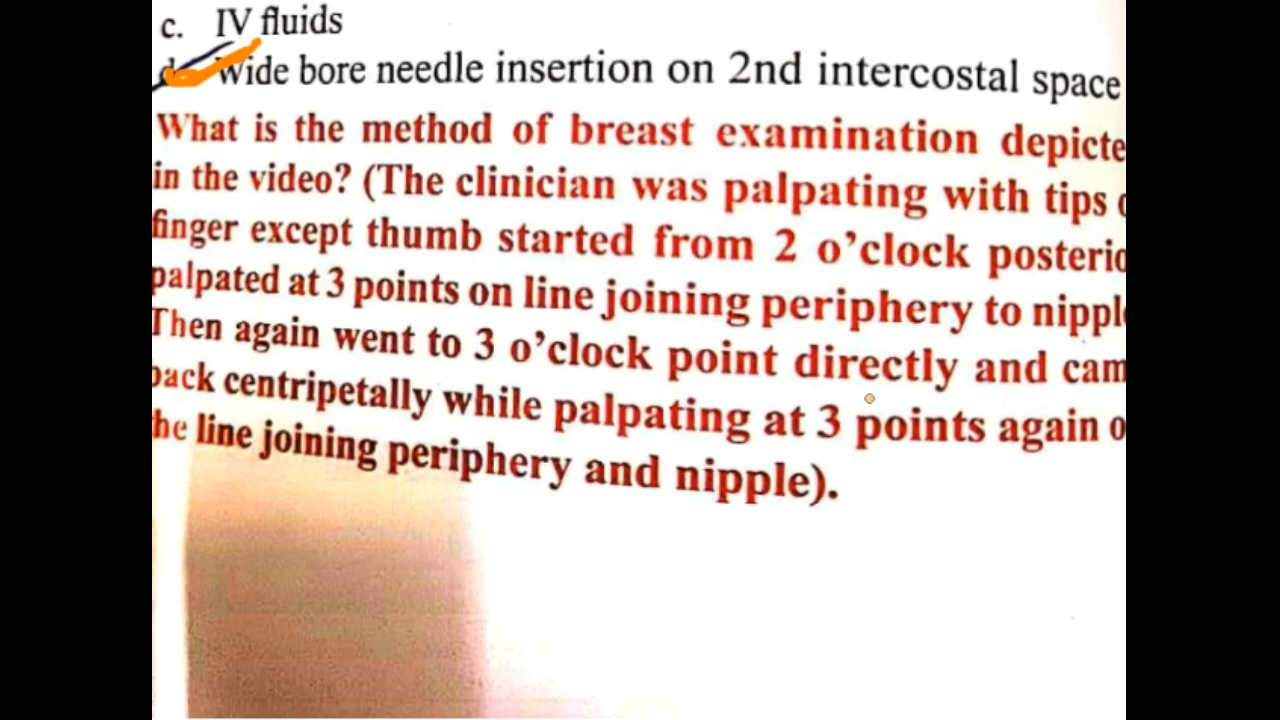 c. IV fluids
d. Wide bore needle insertion on 2nd intercostal space
What is the method of breast examination depicte
in the video? (The clinician was palpating with tips
finger except thumb started from 2 o'clock posterio
palpated at 3 points on line joining periphery to nippl
Then again went to 3 o'clock point directly and cam
back centripetally while palpating at 3 points again o
the line joining periphery and nipple).